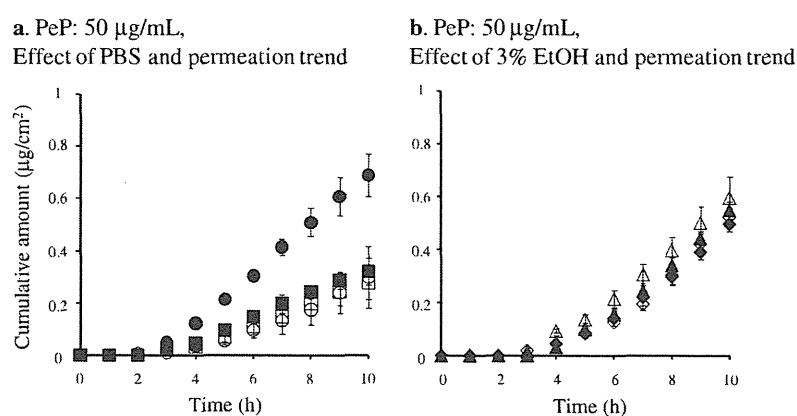 a. PeP: 50 μg/mL,
Effect of PBS and permeation trend
b. PeP: 50 μg/mL,
Effect of 3% EtOH and permeation trend
Cumulative amount (μg/cm²)
1
0.8
0.6
0.4
0.2
0
0 2 4 6 8 10
Time (h)
1
0.8
0.6
0.4
0.2
0
0 2 4 6 8 10
Time (h)